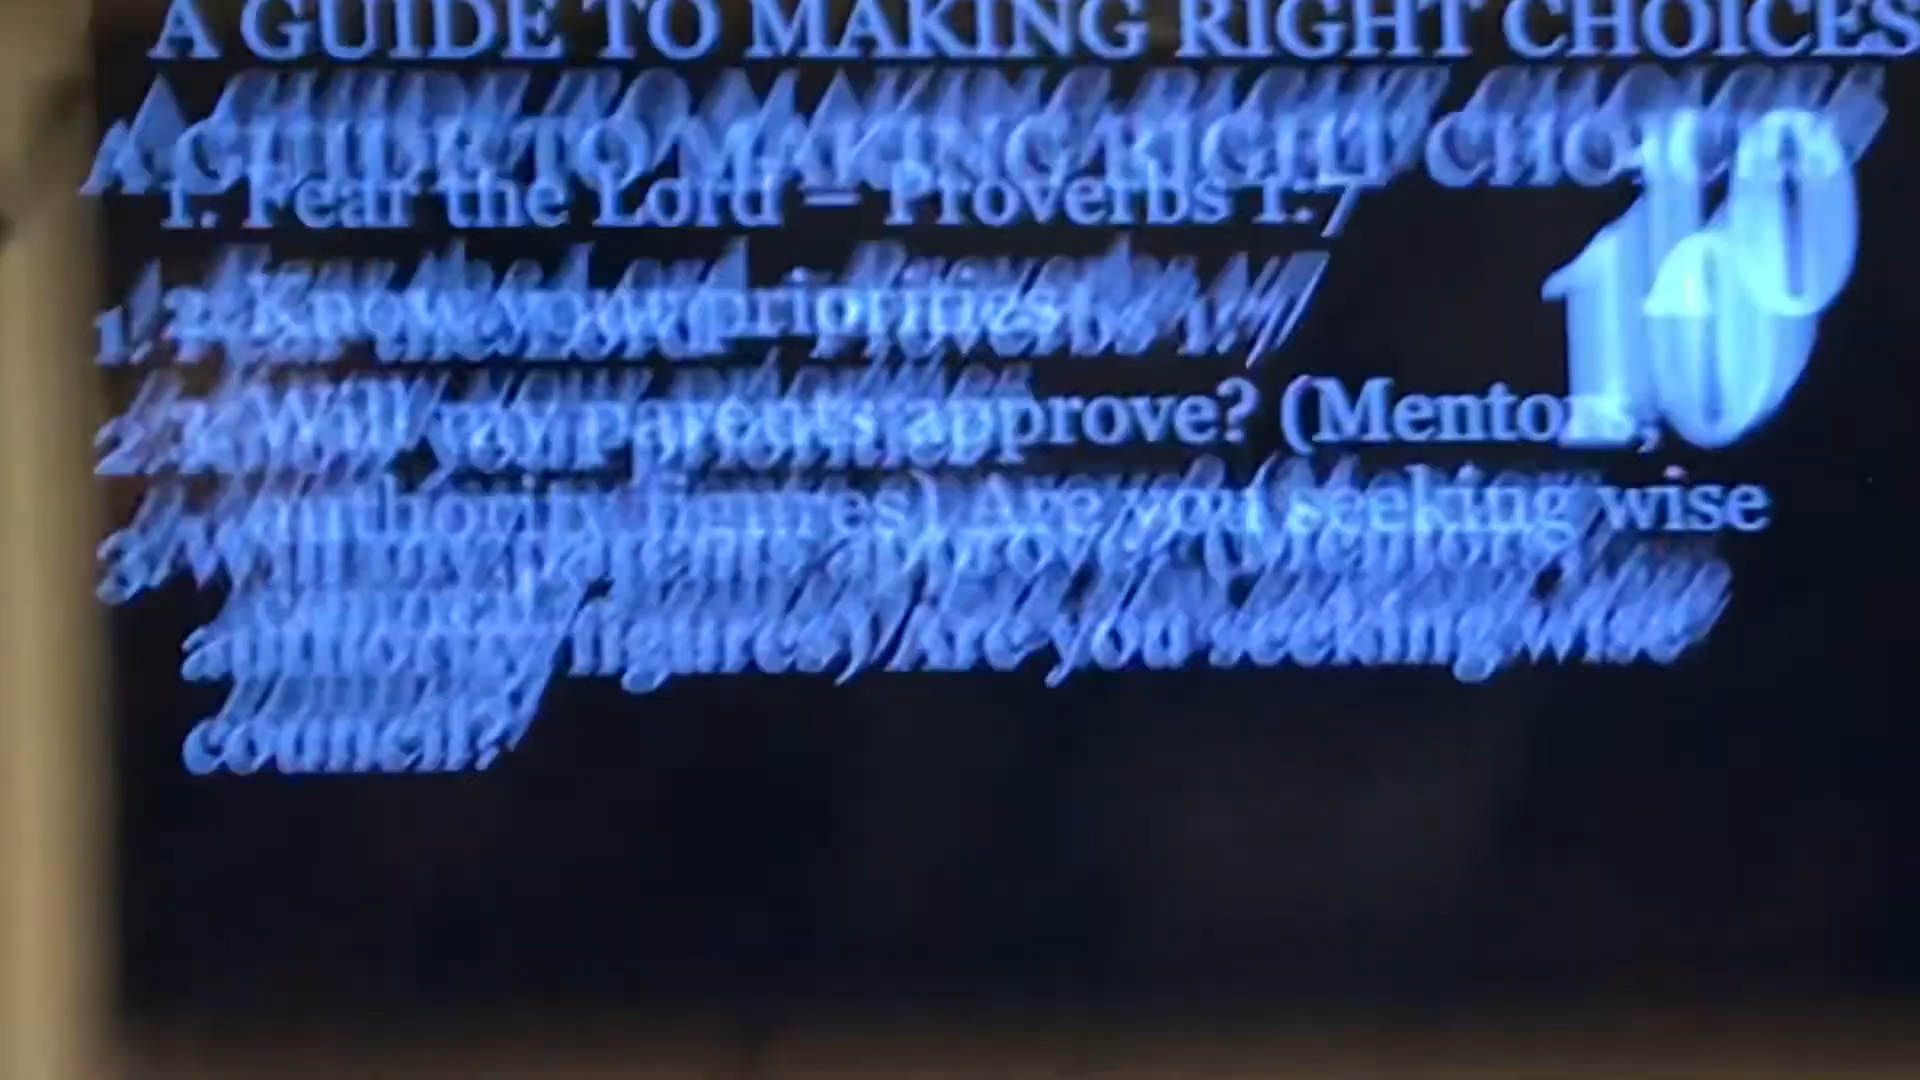 A GUIDE TO MAKING RIGHT CHOICES
1. Fear the Lord – Proverbs 1:7
2. Know your priorities
3. Will my parents approve? (Mentors,
authority figures) Are you seeking wise
council?
10